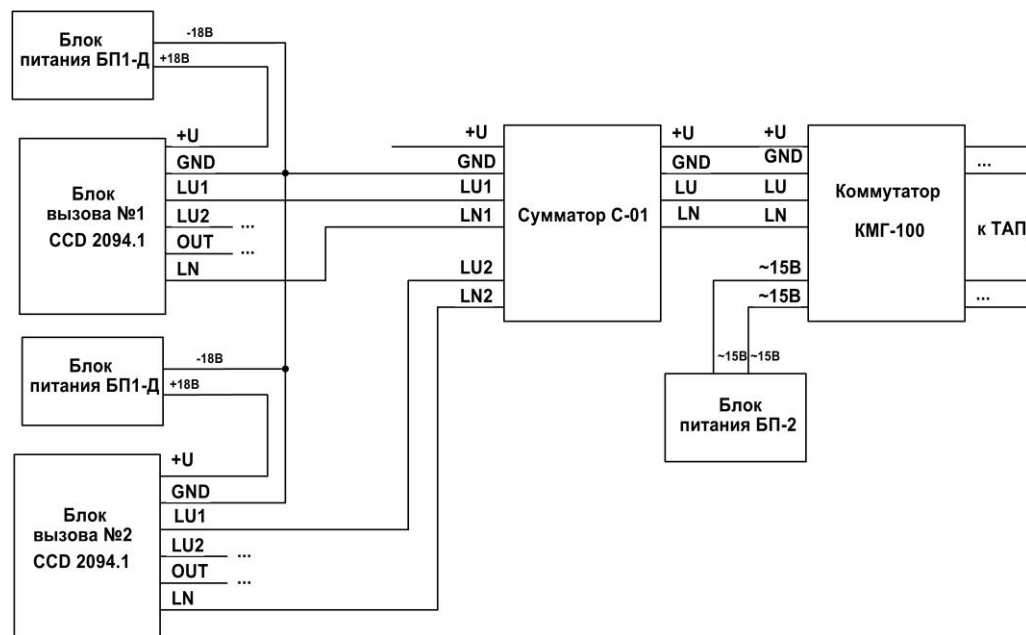 Блок
питания БП1-Д
-18В
+18В
+U
GND
LU1
LU2 ...
OUT ...
LN
Блок
вызова №1
CCD 2094.1
+U
GND
LU1
LN1
LU2
LN2
Сумматор С-01
+U
GND
LU
LN
+U
GND
LU
LN
~15В
~15В
Коммутатор
КМГ-100
...
к ТАП
...
~15В ~15В
Блок
питания БП-2
Блок
питания БП1-Д
-18В
+18В
+U
GND
LU1
LU2 ...
OUT ...
LN
Блок
вызова №2
CCD 2094.1